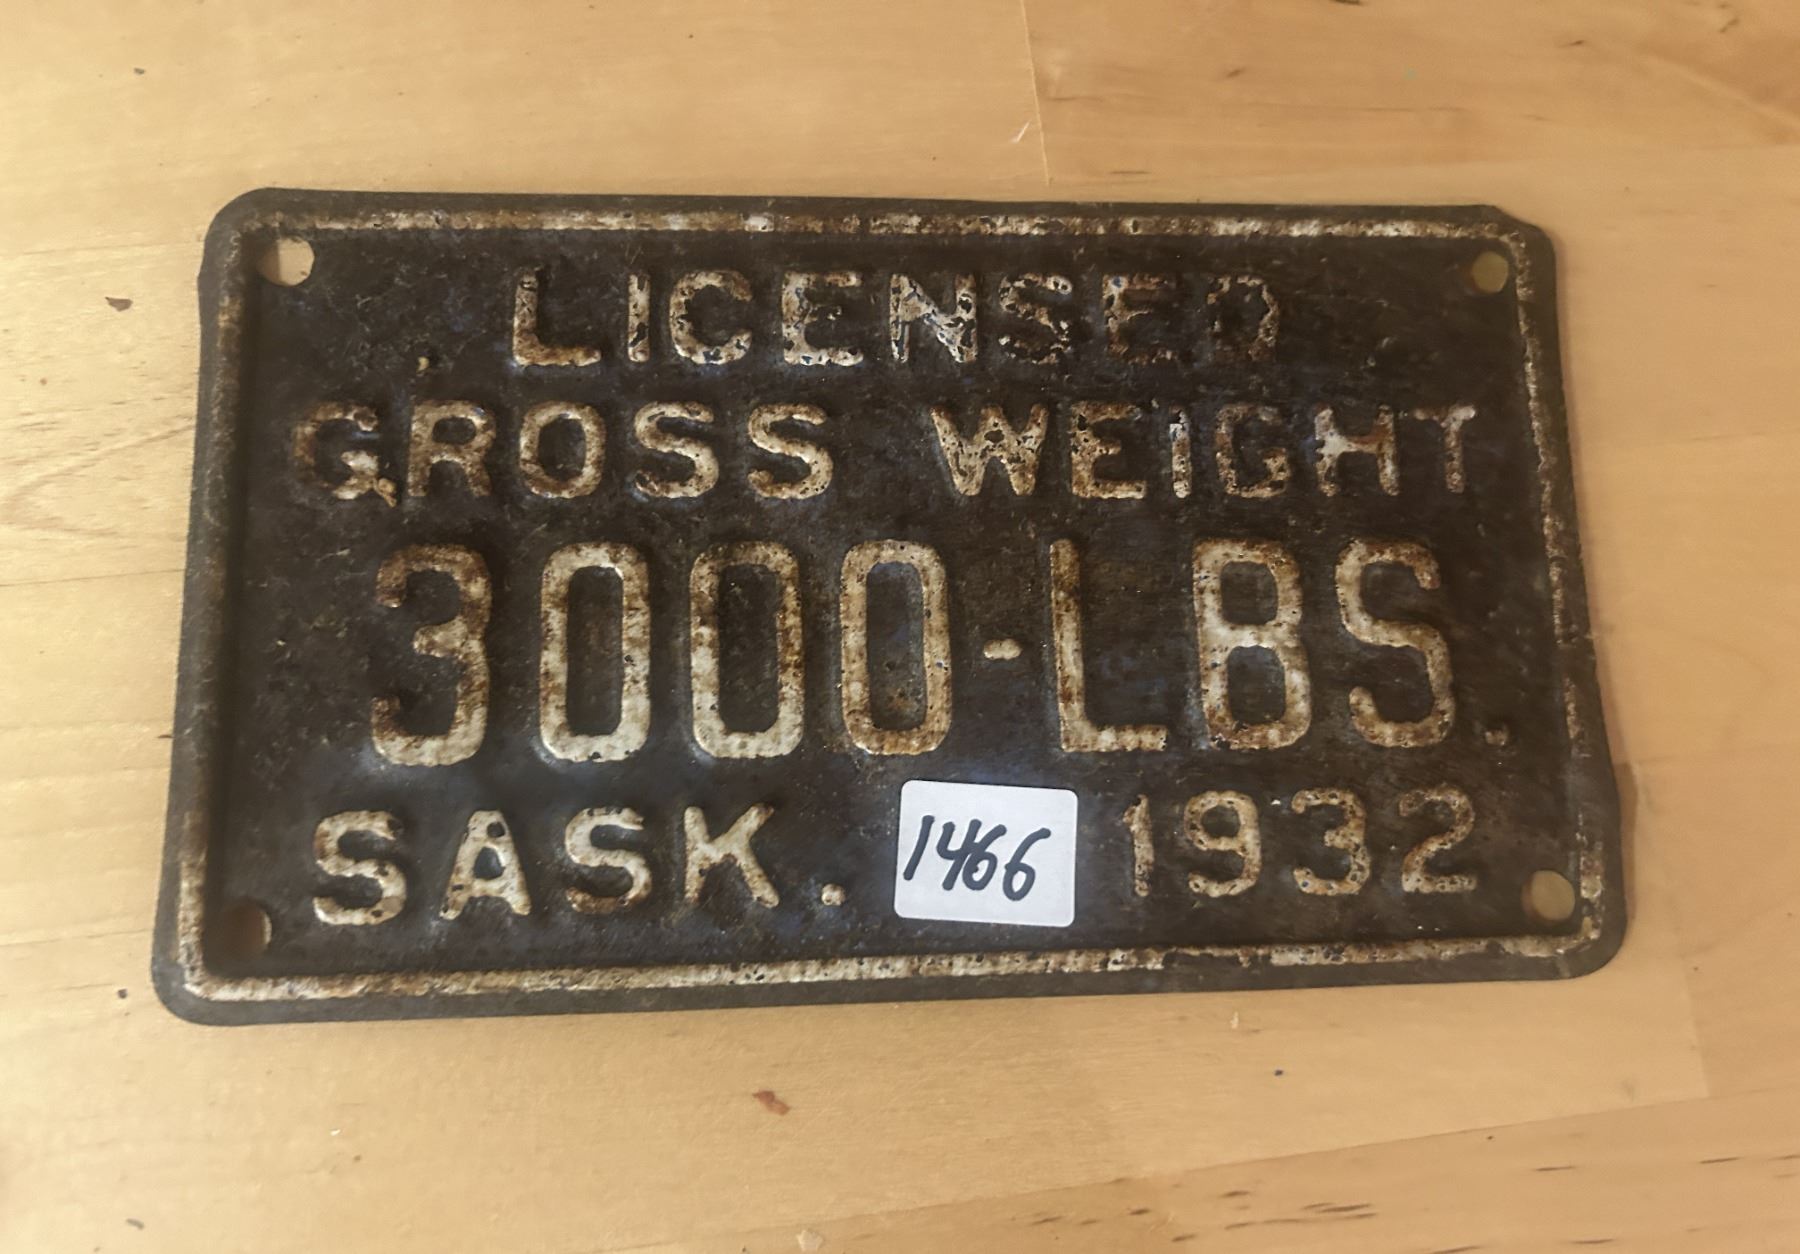 LICENSED
GROSS WEIGHT
3000-LBS.
SASK. 1466 1932